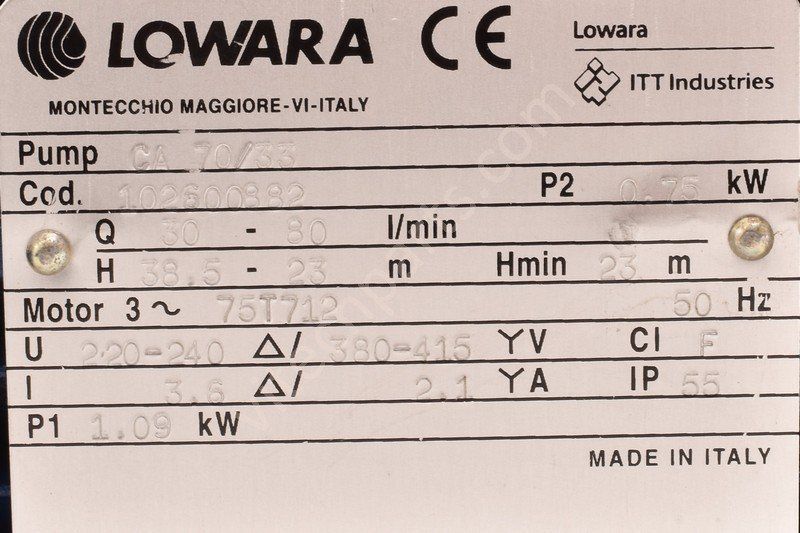 LOWARA CE Lowara
ITT Industries
MONTECCHIO MAGGIORE-VI-ITALY
Pump CA 70/33
Cod. 102600882 P2 0.75 kW
Q 30 - 80 l/min
H 38.5 - 23 m Hmin 23 m
Motor 3 ~ 75T712 50 Hz
U 220-240 △/ 380-415 Y V Cl F
I 3.6 △/ 2.1 Y A IP 55
P1 1.09 kW
MADE IN ITALY